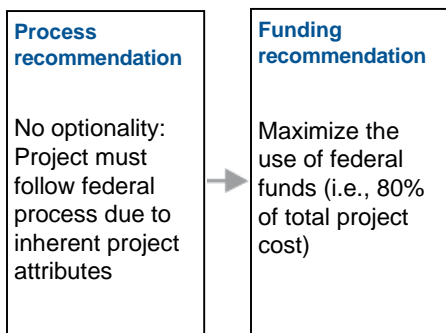 Process
recommendation
No optionality:
Project must
follow federal
process due to
inherent project
attributes
Funding
recommendation
Maximize the
use of federal
funds (i.e., 80%
of total project
cost)